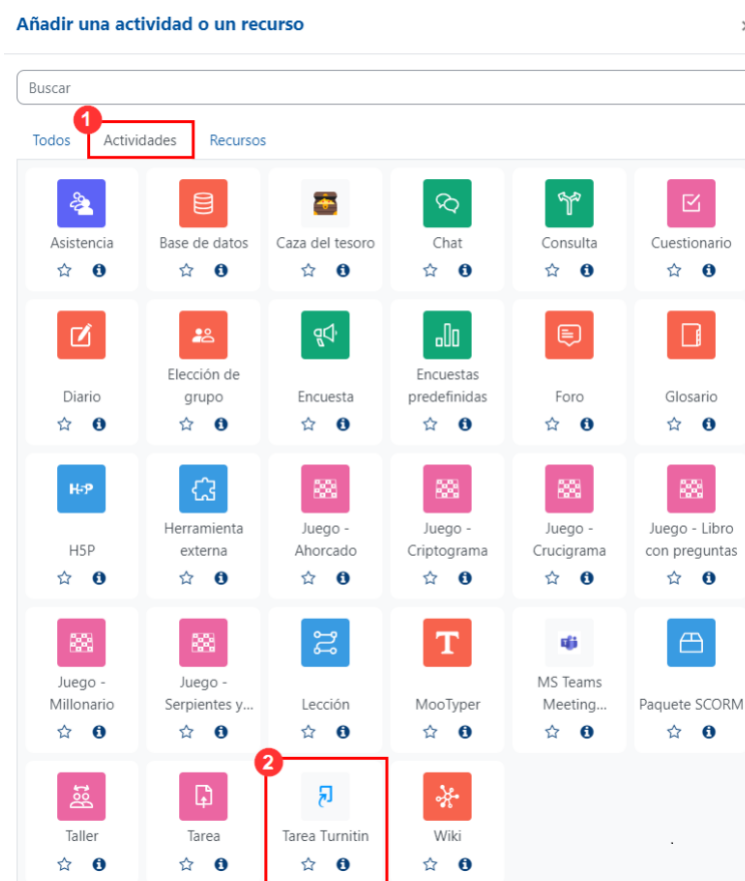 Añadir una actividad o un recurso
Buscar
1
Todos Actividades Recursos
Asistencia Base de datos Caza del tesoro Chat Consulta Cuestionario
Diario Elección de grupo Encuesta Encuestas predefinidas Foro Glosario
H5P
H5P Herramienta externa Juego - Ahorcado Juego - Criptograma Juego - Crucigrama Juego - Libro con preguntas
T
Juego - Millonario Juego - Serpientes y... Lección MooTyper MS Teams Meeting... Paquete SCORM
2
Taller Tarea Tarea Turnitin Wiki